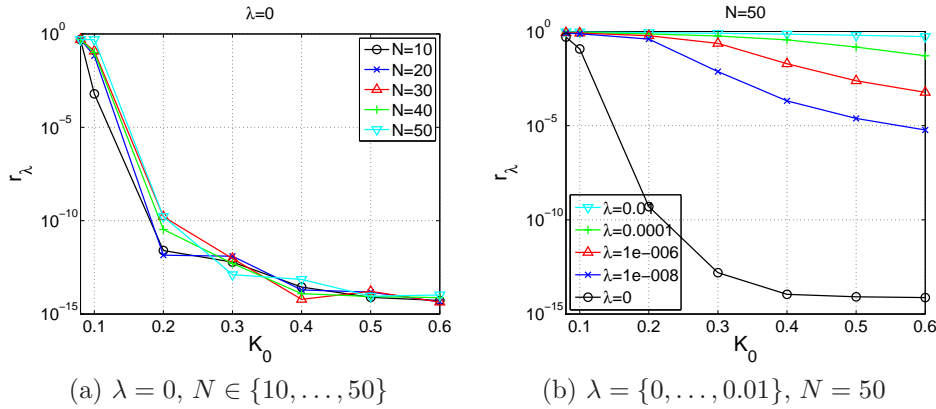 λ=0
10^0
10^-5
10^-10
10^-15
r_λ
0.1 0.2 0.3 0.4 0.5 0.6
K_0
N=10
N=20
N=30
N=40
N=50
(a) λ = 0, N ∈ {10, . . . , 50}
N=50
10^0
10^-5
10^-10
10^-15
r_λ
0.1 0.2 0.3 0.4 0.5 0.6
K_0
λ=0.01
λ=0.0001
λ=1e−006
λ=1e−008
λ=0
(b) λ = {0, . . . , 0.01}, N = 50